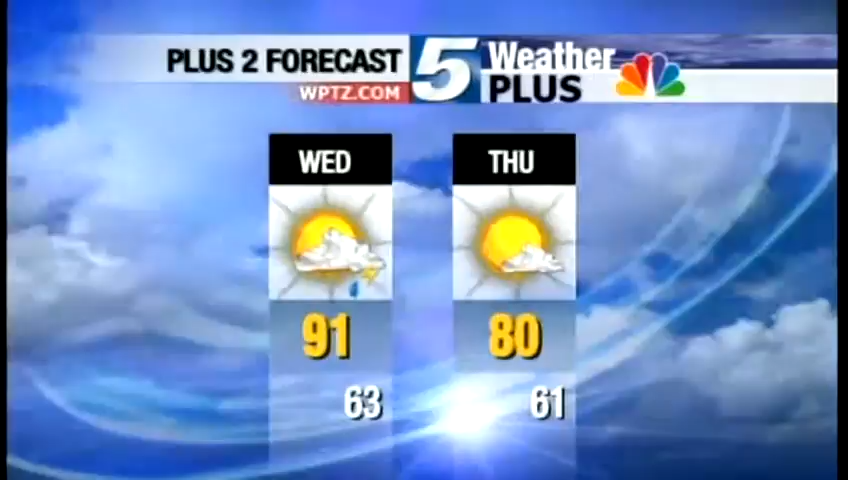 PLUS 2 FORECAST
WPTZ.COM
5
Weather
PLUS
WED
THU
91
80
63
61